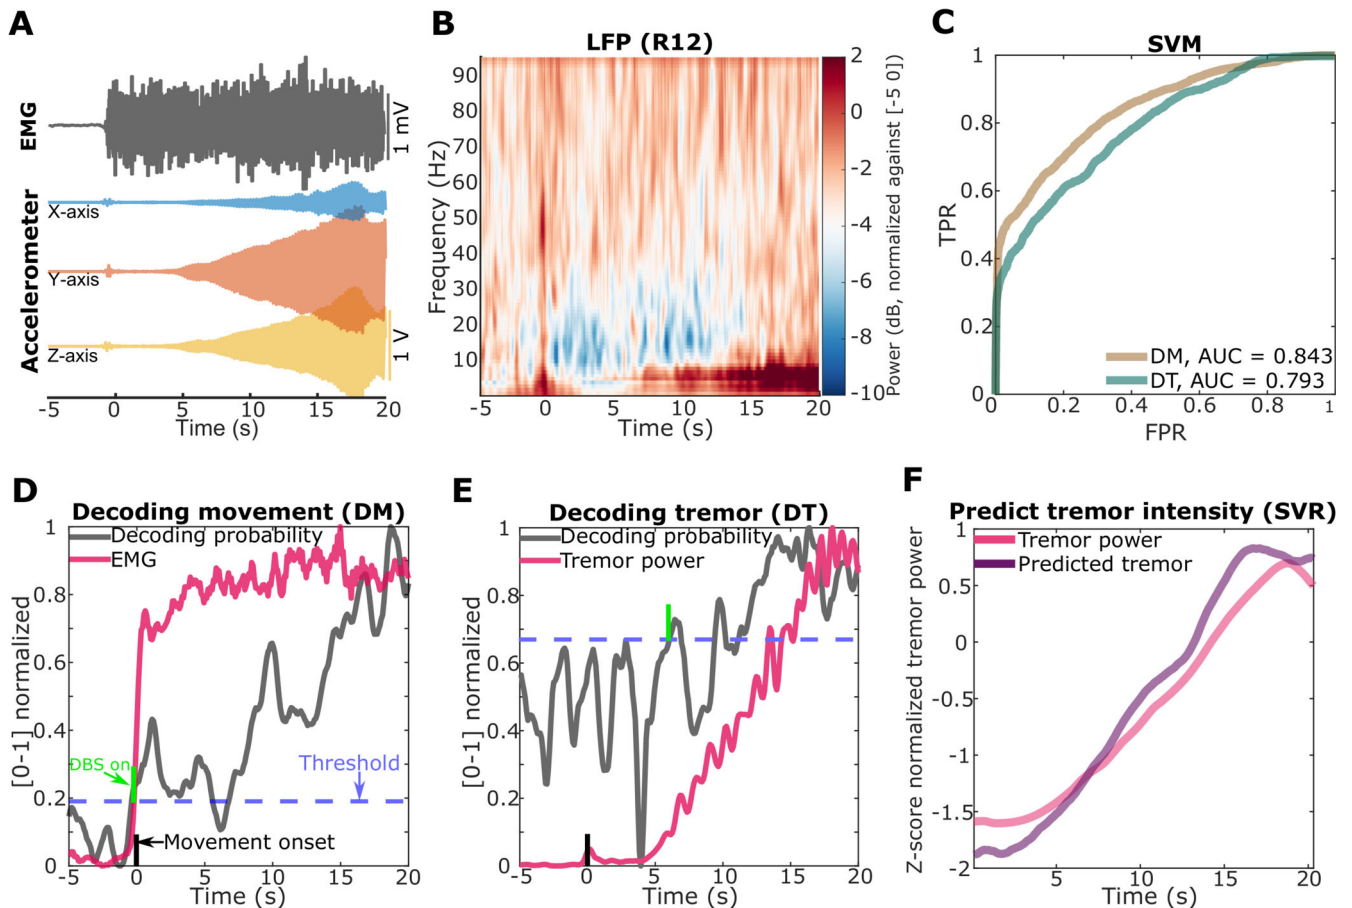 A
EMG
1 mV
Accelerometer
X-axis
Y-axis
Z-axis
1 V
-5 0 5 10 15 20
Time (s)
B
LFP (R12)
Frequency (Hz)
90
80
70
60
50
40
30
20
10
-5 0 5 10 15 20
Time (s)
2
0
-2
-4
-6
-8
-10
Power (dB, normalized against [-5 0])
C
SVM
TPR
1
0.8
0.6
0.4
0.2
0
DM, AUC = 0.843
DT, AUC = 0.793
0 0.2 0.4 0.6 0.8 1
FPR
D
Decoding movement (DM)
[0-1] normalized
1
0.8
0.6
0.4
0.2
0
Decoding probability
EMG
DBS on
Threshold
Movement onset
-5 0 5 10 15 20
Time (s)
E
Decoding tremor (DT)
[0-1] normalized
1
0.8
0.6
0.4
0.2
0
Decoding probability
Tremor power
-5 0 5 10 15 20
Time (s)
F
Predict tremor intensity (SVR)
Z-score normalized tremor power
1
0.5
0
-0.5
-1
-1.5
-2
Tremor power
Predicted tremor
5 10 15 20
Time (s)